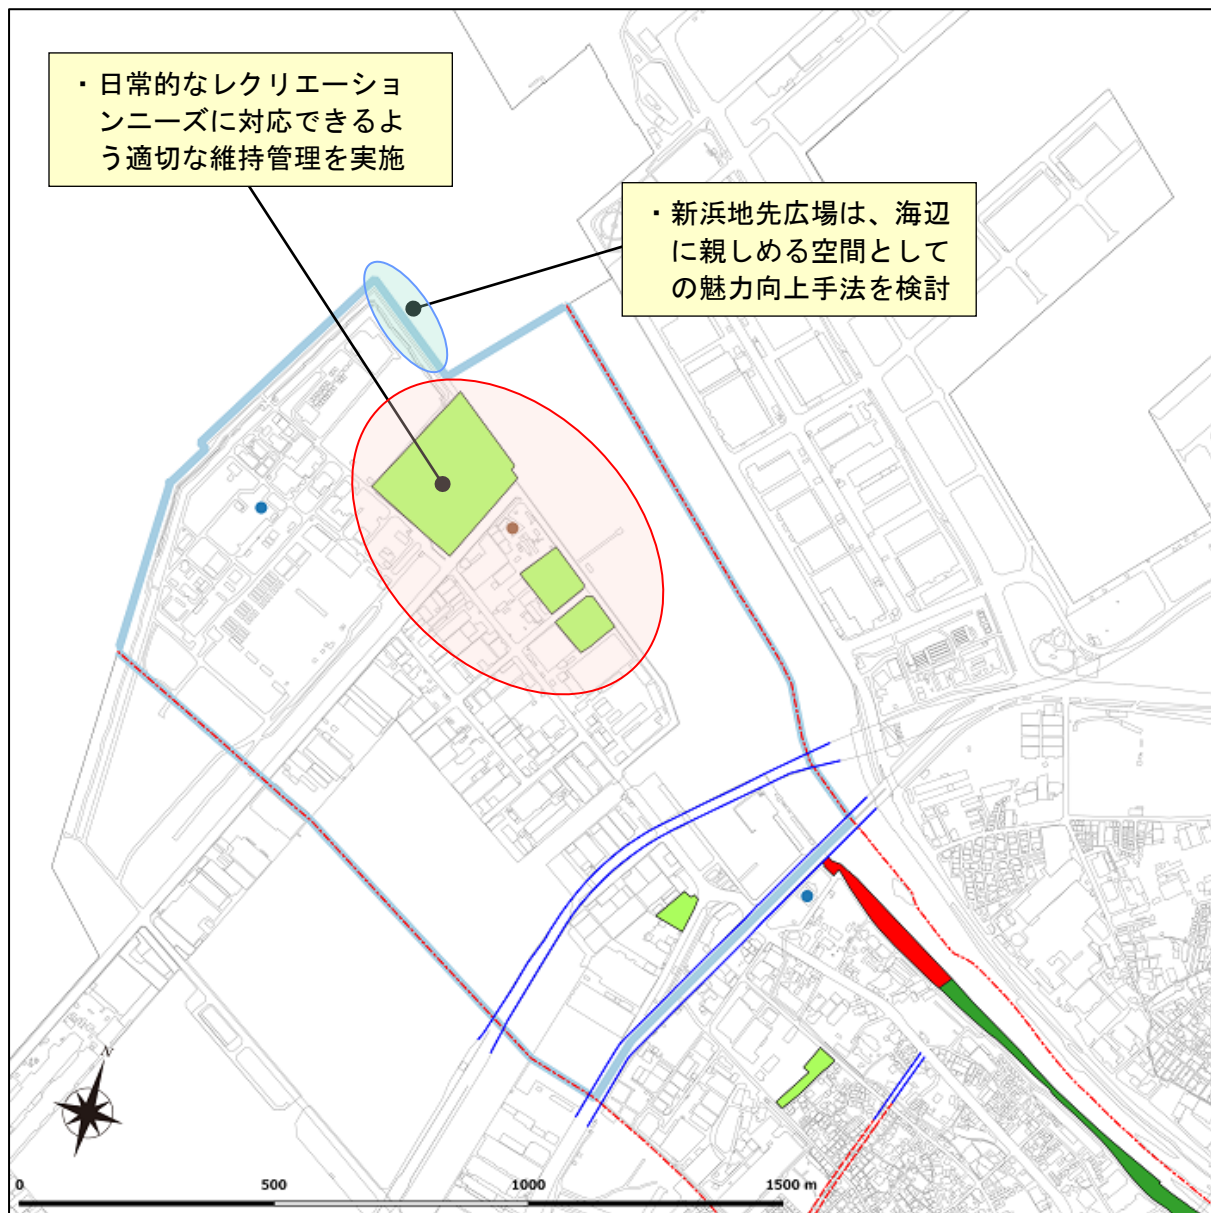 ・日常的なレクリエーショ
ンニーズに対応できるよ
う適切な維持管理を実施
・新浜地先広場は、海辺
に親しめる空間として
の魅力向上手法を検討
N
0 500 1000 1500 m